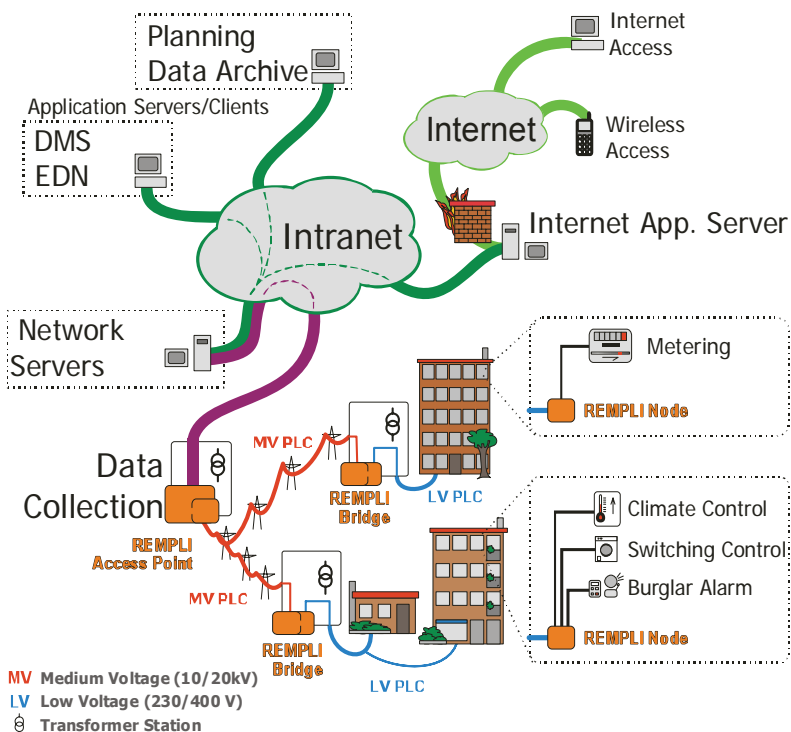 Planning
Data Archive
Application Servers/Clients
DMS
EDN
Internet
Access
Internet
Wireless
Access
Intranet
Internet App. Server
Network
Servers
Metering
REMPLI Node
MV PLC
Data
Collection
REMPLI
Bridge
LV PLC
REMPLI
Access Point
Climate Control
Switching Control
Burglar Alarm
REMPLI Node
MV PLC
REMPLI
Bridge
LV PLC
MV Medium Voltage (10/20kV)
LV Low Voltage (230/400 V)
Transformer Station